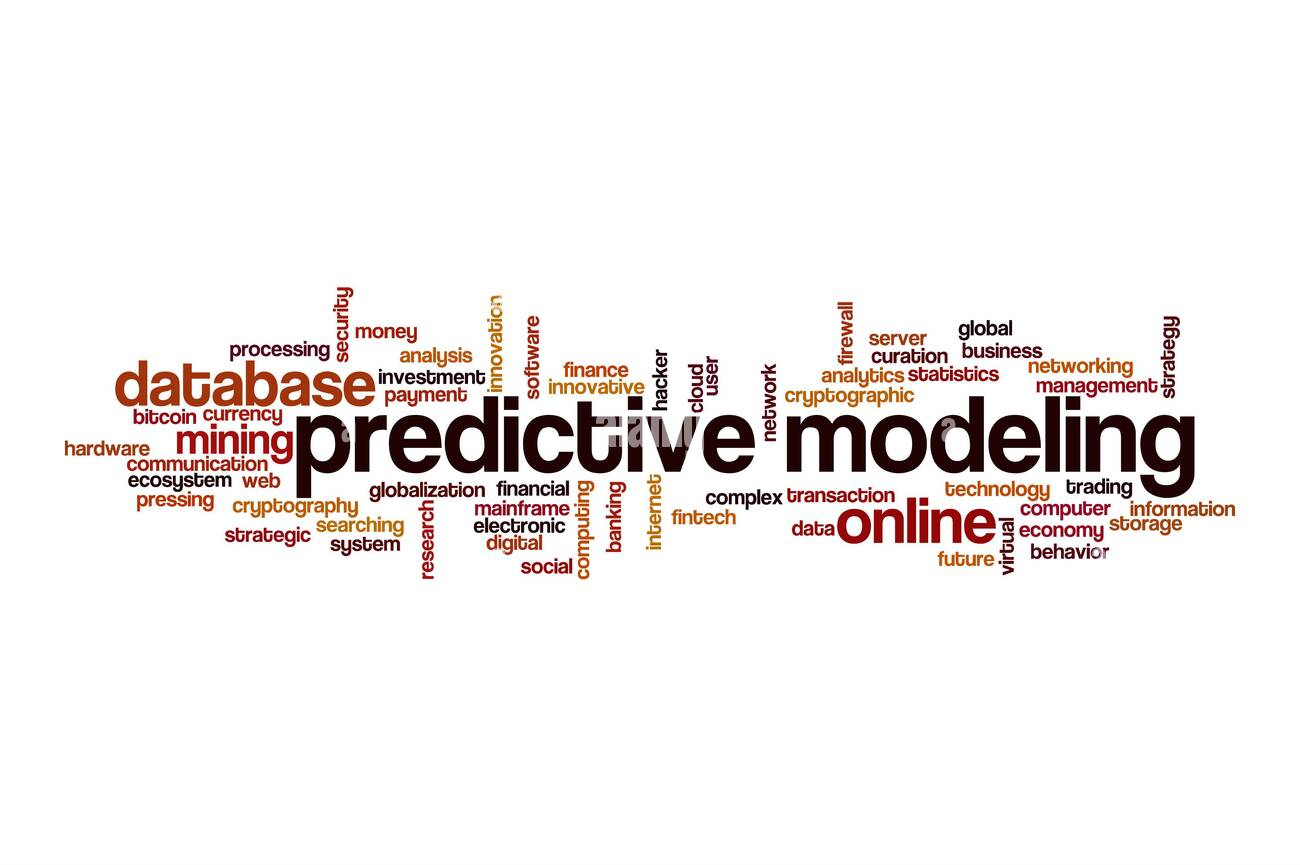 security
money
innovation
software
firewall
server
global
strategy
processing
analysis
finance
hacker
cloud
user
network
curation
business
networking
database
investment
payment
innovative
analytics
statistics
management
cryptographic
bitcoin
currency
predictive modeling
hardware
mining
communication
ecosystem
web
pressing
cryptography
globalization
financial
computing
banking
internet
complex
transaction
technology
trading
strategic
searching
system
research
mainframe
electronic
digital
social
fintech
data
online
virtual
computer
information
economy
storage
future
behavior
alamy
a
a